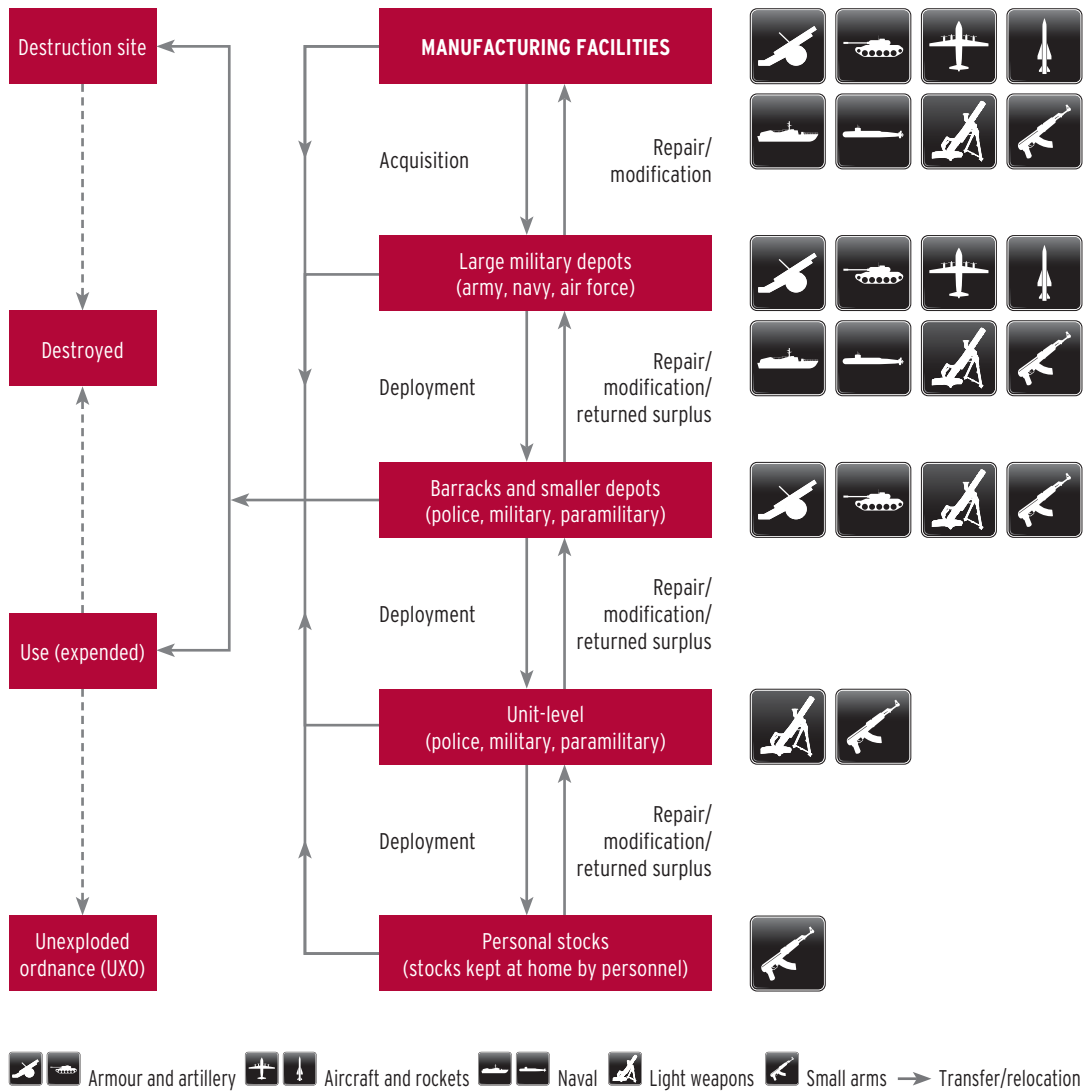 Destruction site
MANUFACTURING FACILITIES
Acquisition
Repair/
modification
Large military depots
(army, navy, air force)
Destroyed
Deployment
Repair/
modification/
returned surplus
Barracks and smaller depots
(police, military, paramilitary)
Deployment
Repair/
modification/
returned surplus
Use (expended)
Unit-level
(police, military, paramilitary)
Deployment
Repair/
modification/
returned surplus
Unexploded
ordnance (UXO)
Personal stocks
(stocks kept at home by personnel)
Armour and artillery Aircraft and rockets Naval Light weapons Small arms Transfer/relocation